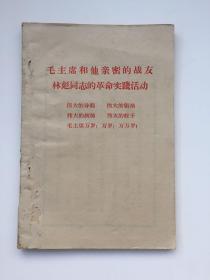 毛主席和他亲密的战友
林彪同志的革命实践活动
伟大的导师 伟大的领袖
伟大的统帅 伟大的舵手
毛主席万岁！万岁！万万岁！